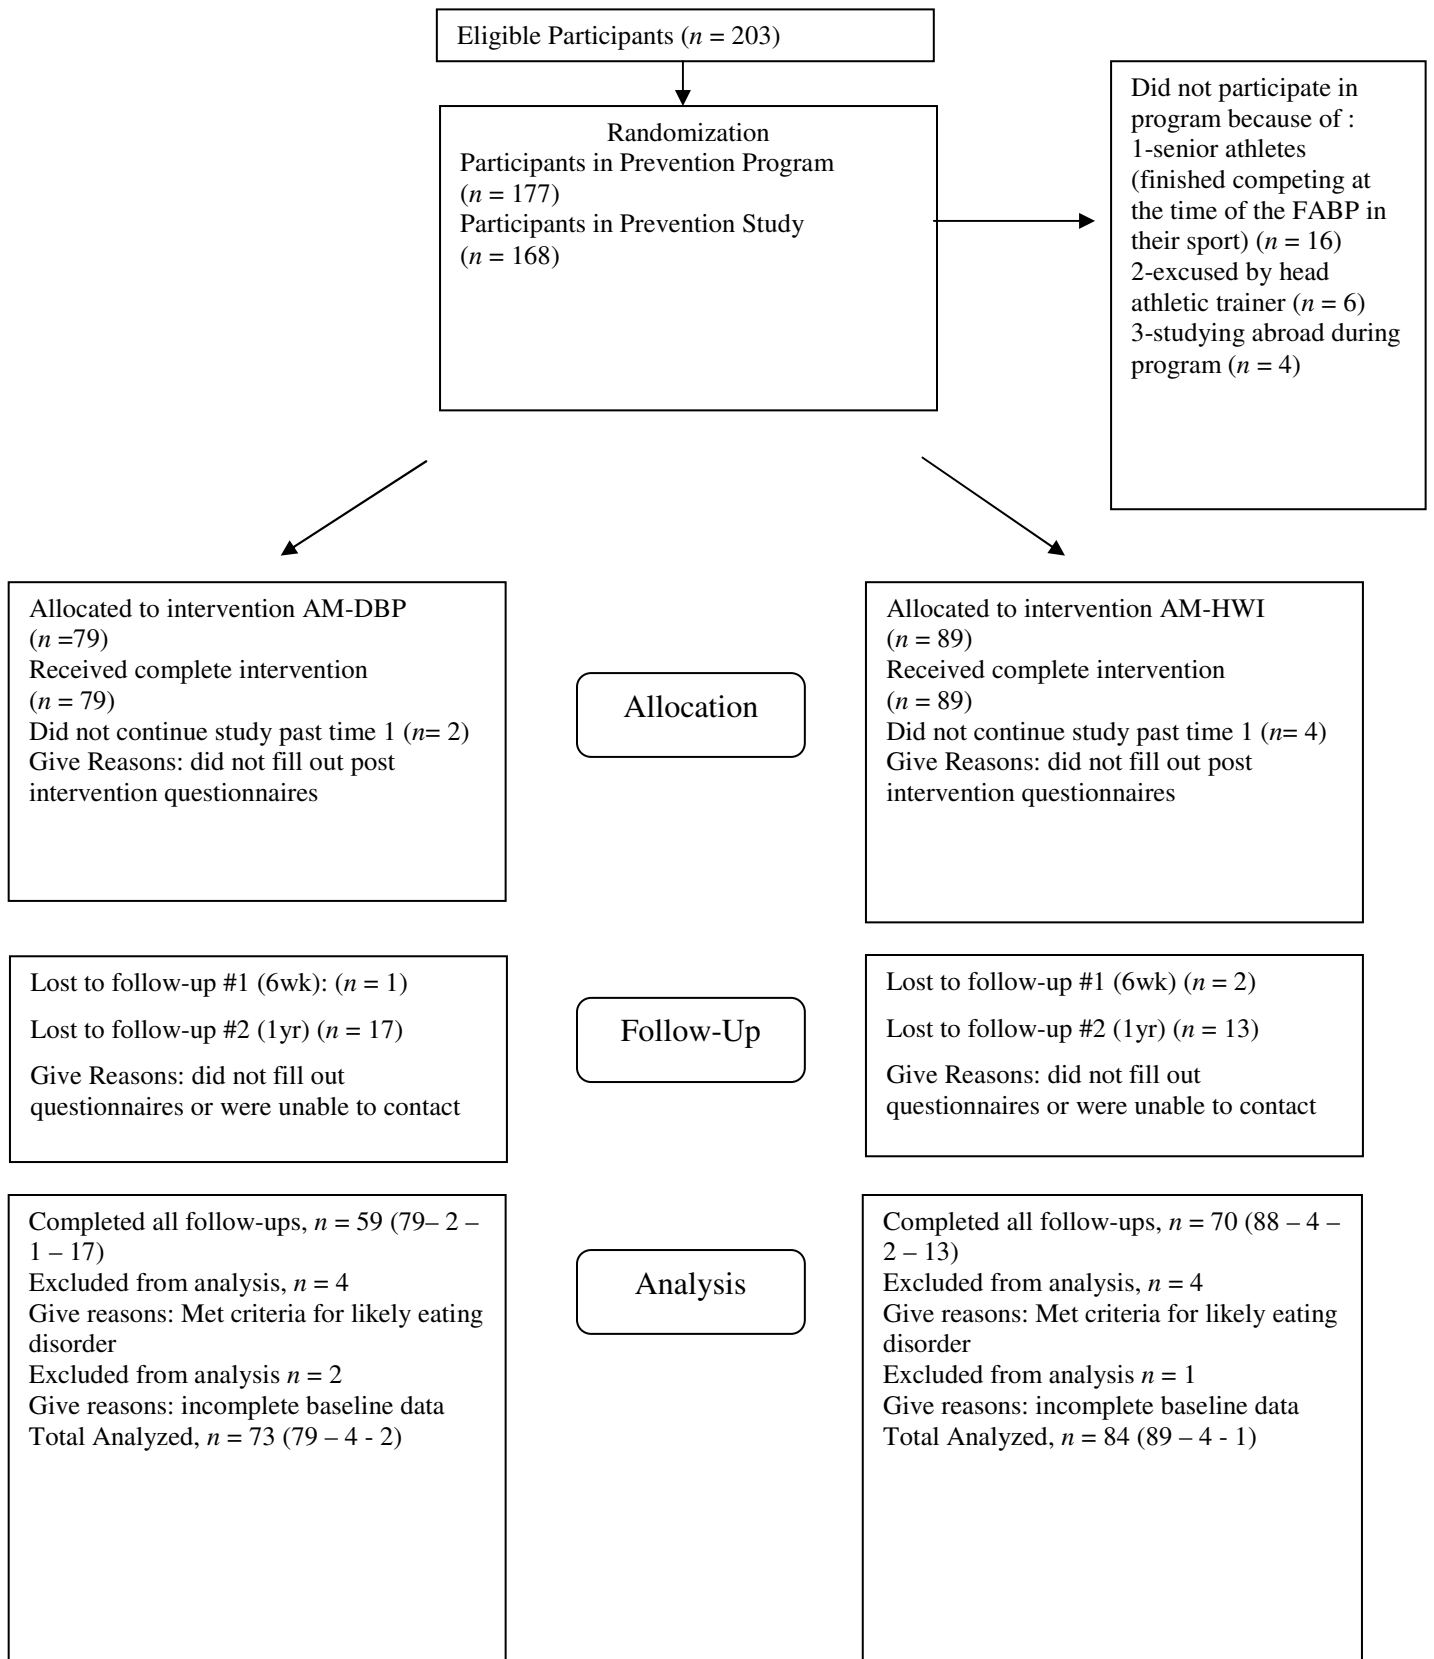 Eligible Participants (n = 203)
Randomization
Participants in Prevention Program
(n = 177)
Participants in Prevention Study
(n = 168)
Did not participate in
program because of :
1-senior athletes
(finished competing at
the time of the FABP in
their sport) (n = 16)
2-excused by head
athletic trainer (n = 6)
3-studying abroad during
program (n = 4)
Allocated to intervention AM-DBP
(n =79)
Received complete intervention
(n = 79)
Did not continue study past time 1 (n= 2)
Give Reasons: did not fill out post
intervention questionnaires
Allocation
Allocated to intervention AM-HWI
(n = 89)
Received complete intervention
(n = 89)
Did not continue study past time 1 (n= 4)
Give Reasons: did not fill out post
intervention questionnaires
Lost to follow-up #1 (6wk): (n = 1)
Lost to follow-up #2 (1yr) (n = 17)
Give Reasons: did not fill out
questionnaires or were unable to contact
Follow-Up
Lost to follow-up #1 (6wk) (n = 2)
Lost to follow-up #2 (1yr) (n = 13)
Give Reasons: did not fill out
questionnaires or were unable to contact
Completed all follow-ups, n = 59 (79– 2 –
1 – 17)
Excluded from analysis, n = 4
Give reasons: Met criteria for likely eating
disorder
Excluded from analysis n = 2
Give reasons: incomplete baseline data
Total Analyzed, n = 73 (79 – 4 - 2)
Analysis
Completed all follow-ups, n = 70 (88 – 4 –
2 – 13)
Excluded from analysis, n = 4
Give reasons: Met criteria for likely eating
disorder
Excluded from analysis n = 1
Give reasons: incomplete baseline data
Total Analyzed, n = 84 (89 – 4 - 1)